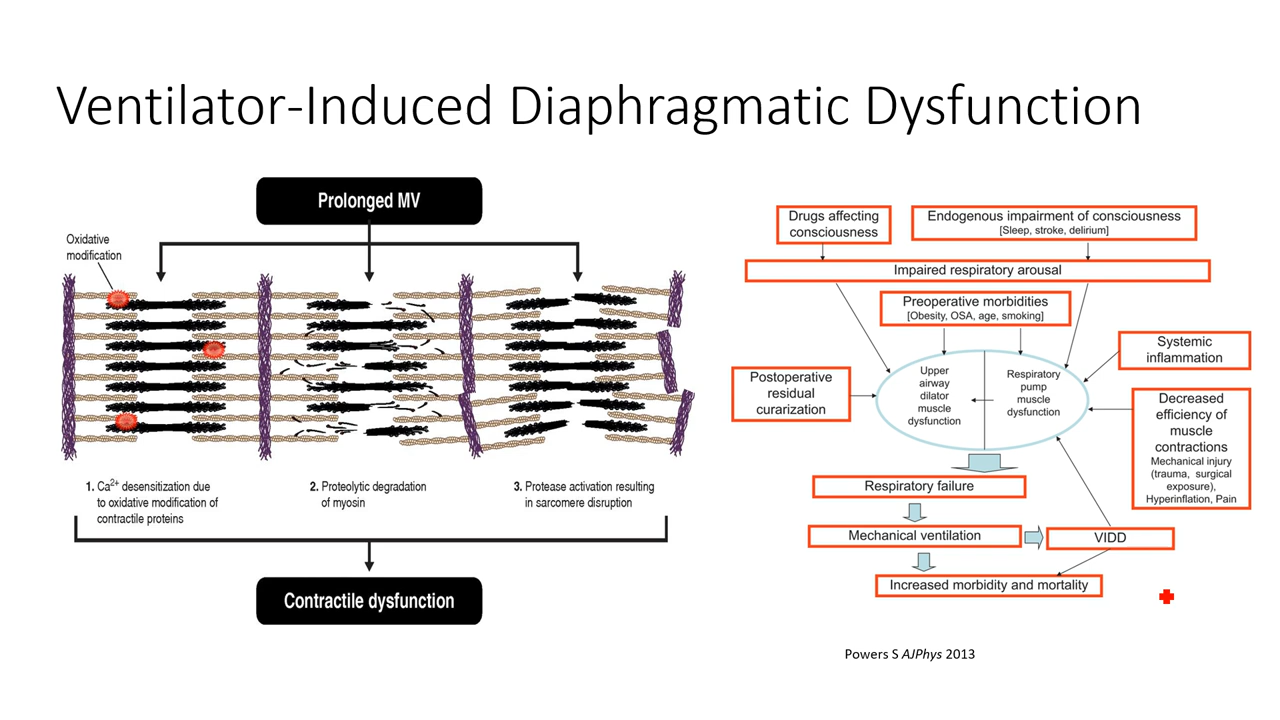 Ventilator-Induced Diaphragmatic Dysfunction
Prolonged MV
Oxidative
modification
1. Ca2+ desensitization due
to oxidative modification of
contractile proteins
2. Proteolytic degradation
of myosin
3. Protease activation resulting
in sarcomere disruption
Contractile dysfunction
Drugs affecting
consciousness
Endogenous impairment of consciousness
[Sleep, stroke, delirium]
Impaired respiratory arousal
Preoperative morbidities
[Obesity, OSA, age, smoking]
Systemic
inflammation
Postoperative
residual
curarization
Upper
airway
dilator
muscle
dysfunction
Respiratory
pump
muscle
dysfunction
Decreased
efficiency of
muscle
contractions
Mechanical injury
(trauma, surgical
exposure),
Hyperinflation, Pain
Respiratory failure
Mechanical ventilation
VIDD
Increased morbidity and mortality
Powers S AJPhys 2013